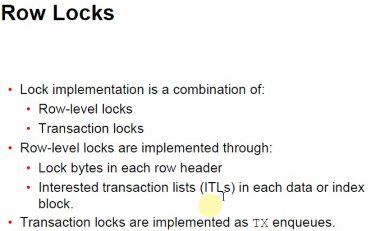 Row Locks
• Lock implementation is a combination of:
• Row-level locks
• Transaction locks
• Row-level locks are implemented through:
• Lock bytes in each row header
• Interested transaction lists (ITLs) in each data or index
block.
• Transaction locks are implemented as TX enqueues.